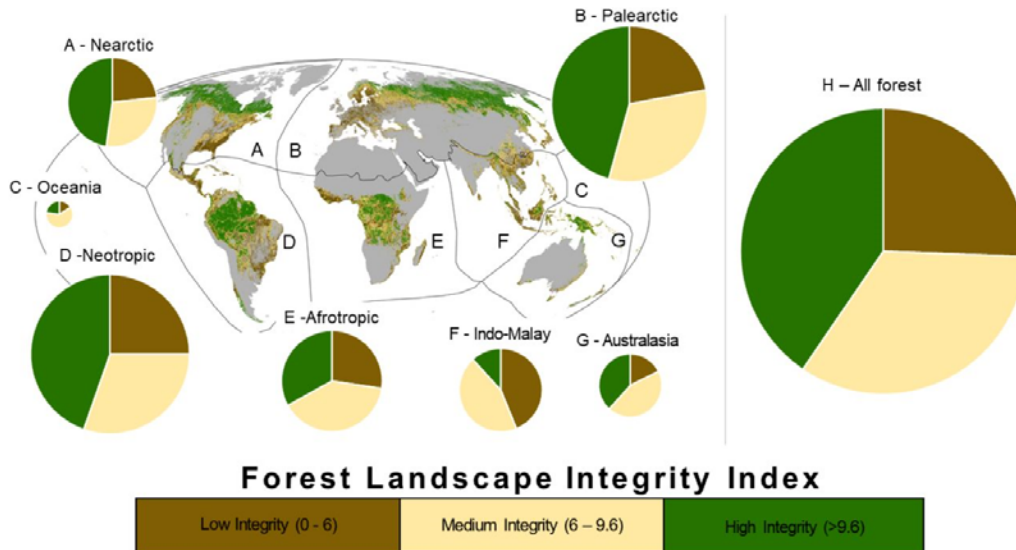 A - Nearctic
B - Palearctic
H – All forest
A
B
C - Oceania
C
D -Neotropic
D
E
F
G
E -Afrotropic
F - Indo-Malay
G - Australasia
Forest Landscape Integrity Index
Low Integrity (0 - 6)
Medium Integrity (6 – 9.6)
High Integrity (>9.6)